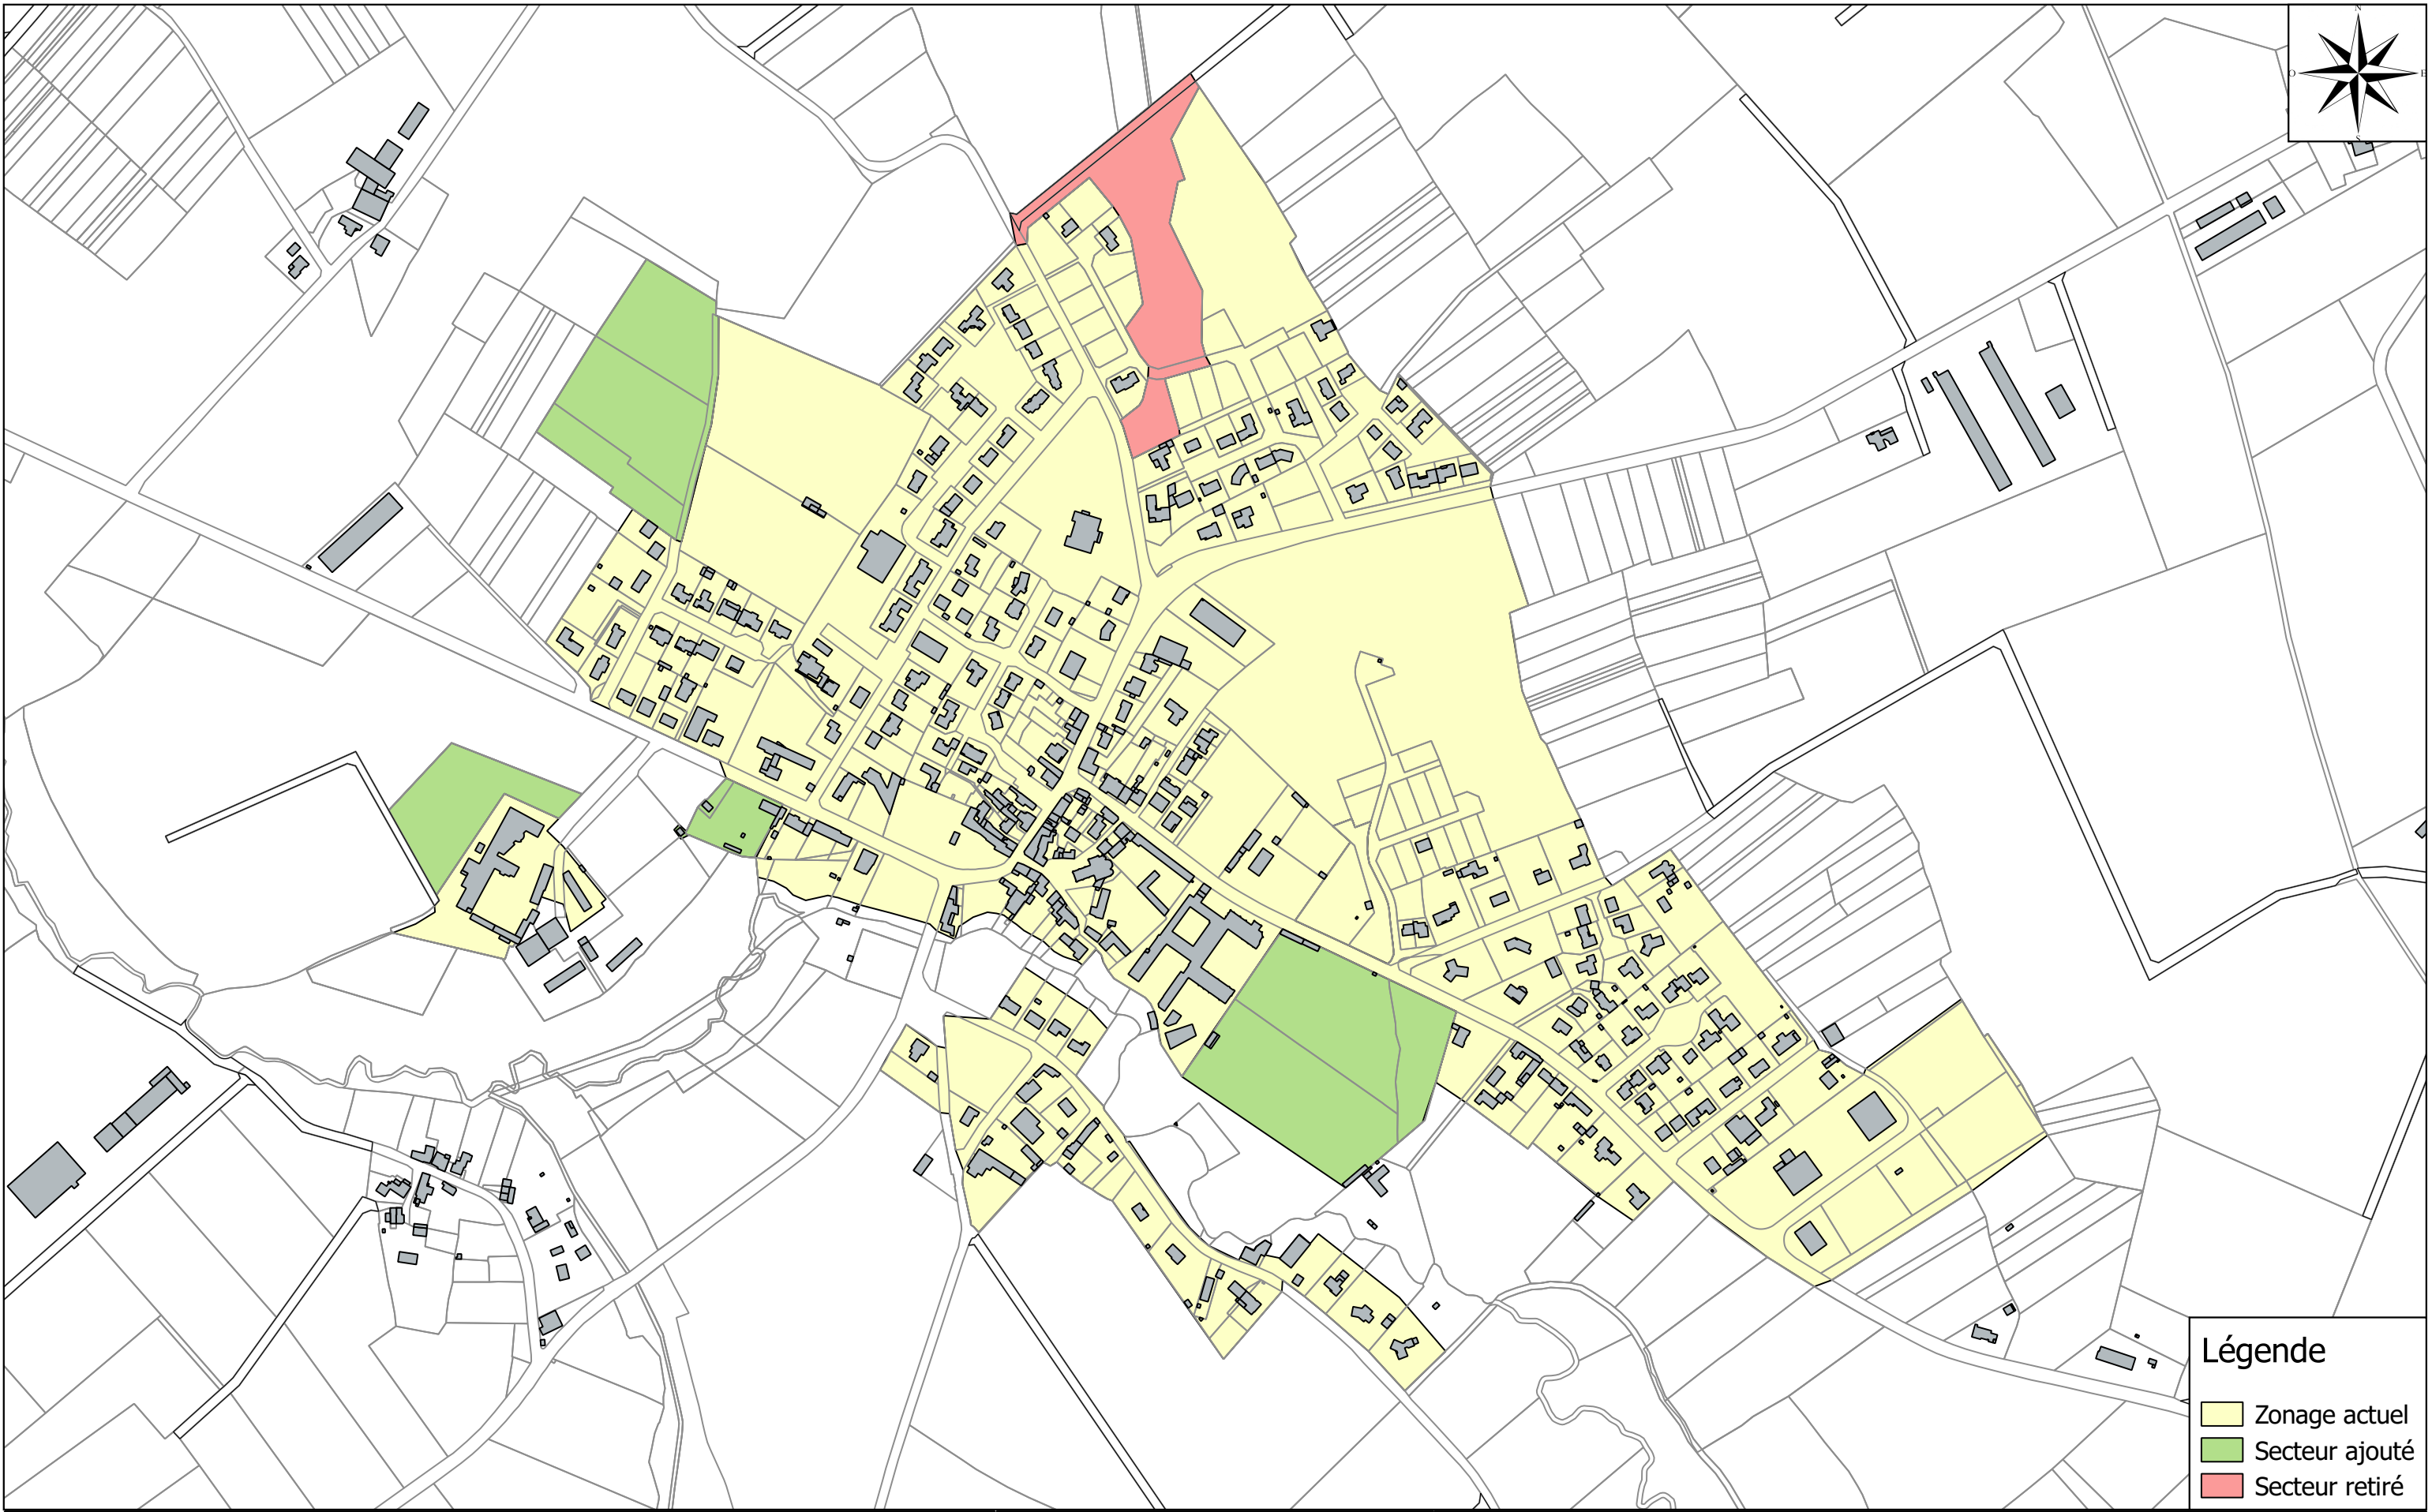 N
O
E
S
Légende
Zonage actuel
Secteur ajouté
Secteur retiré